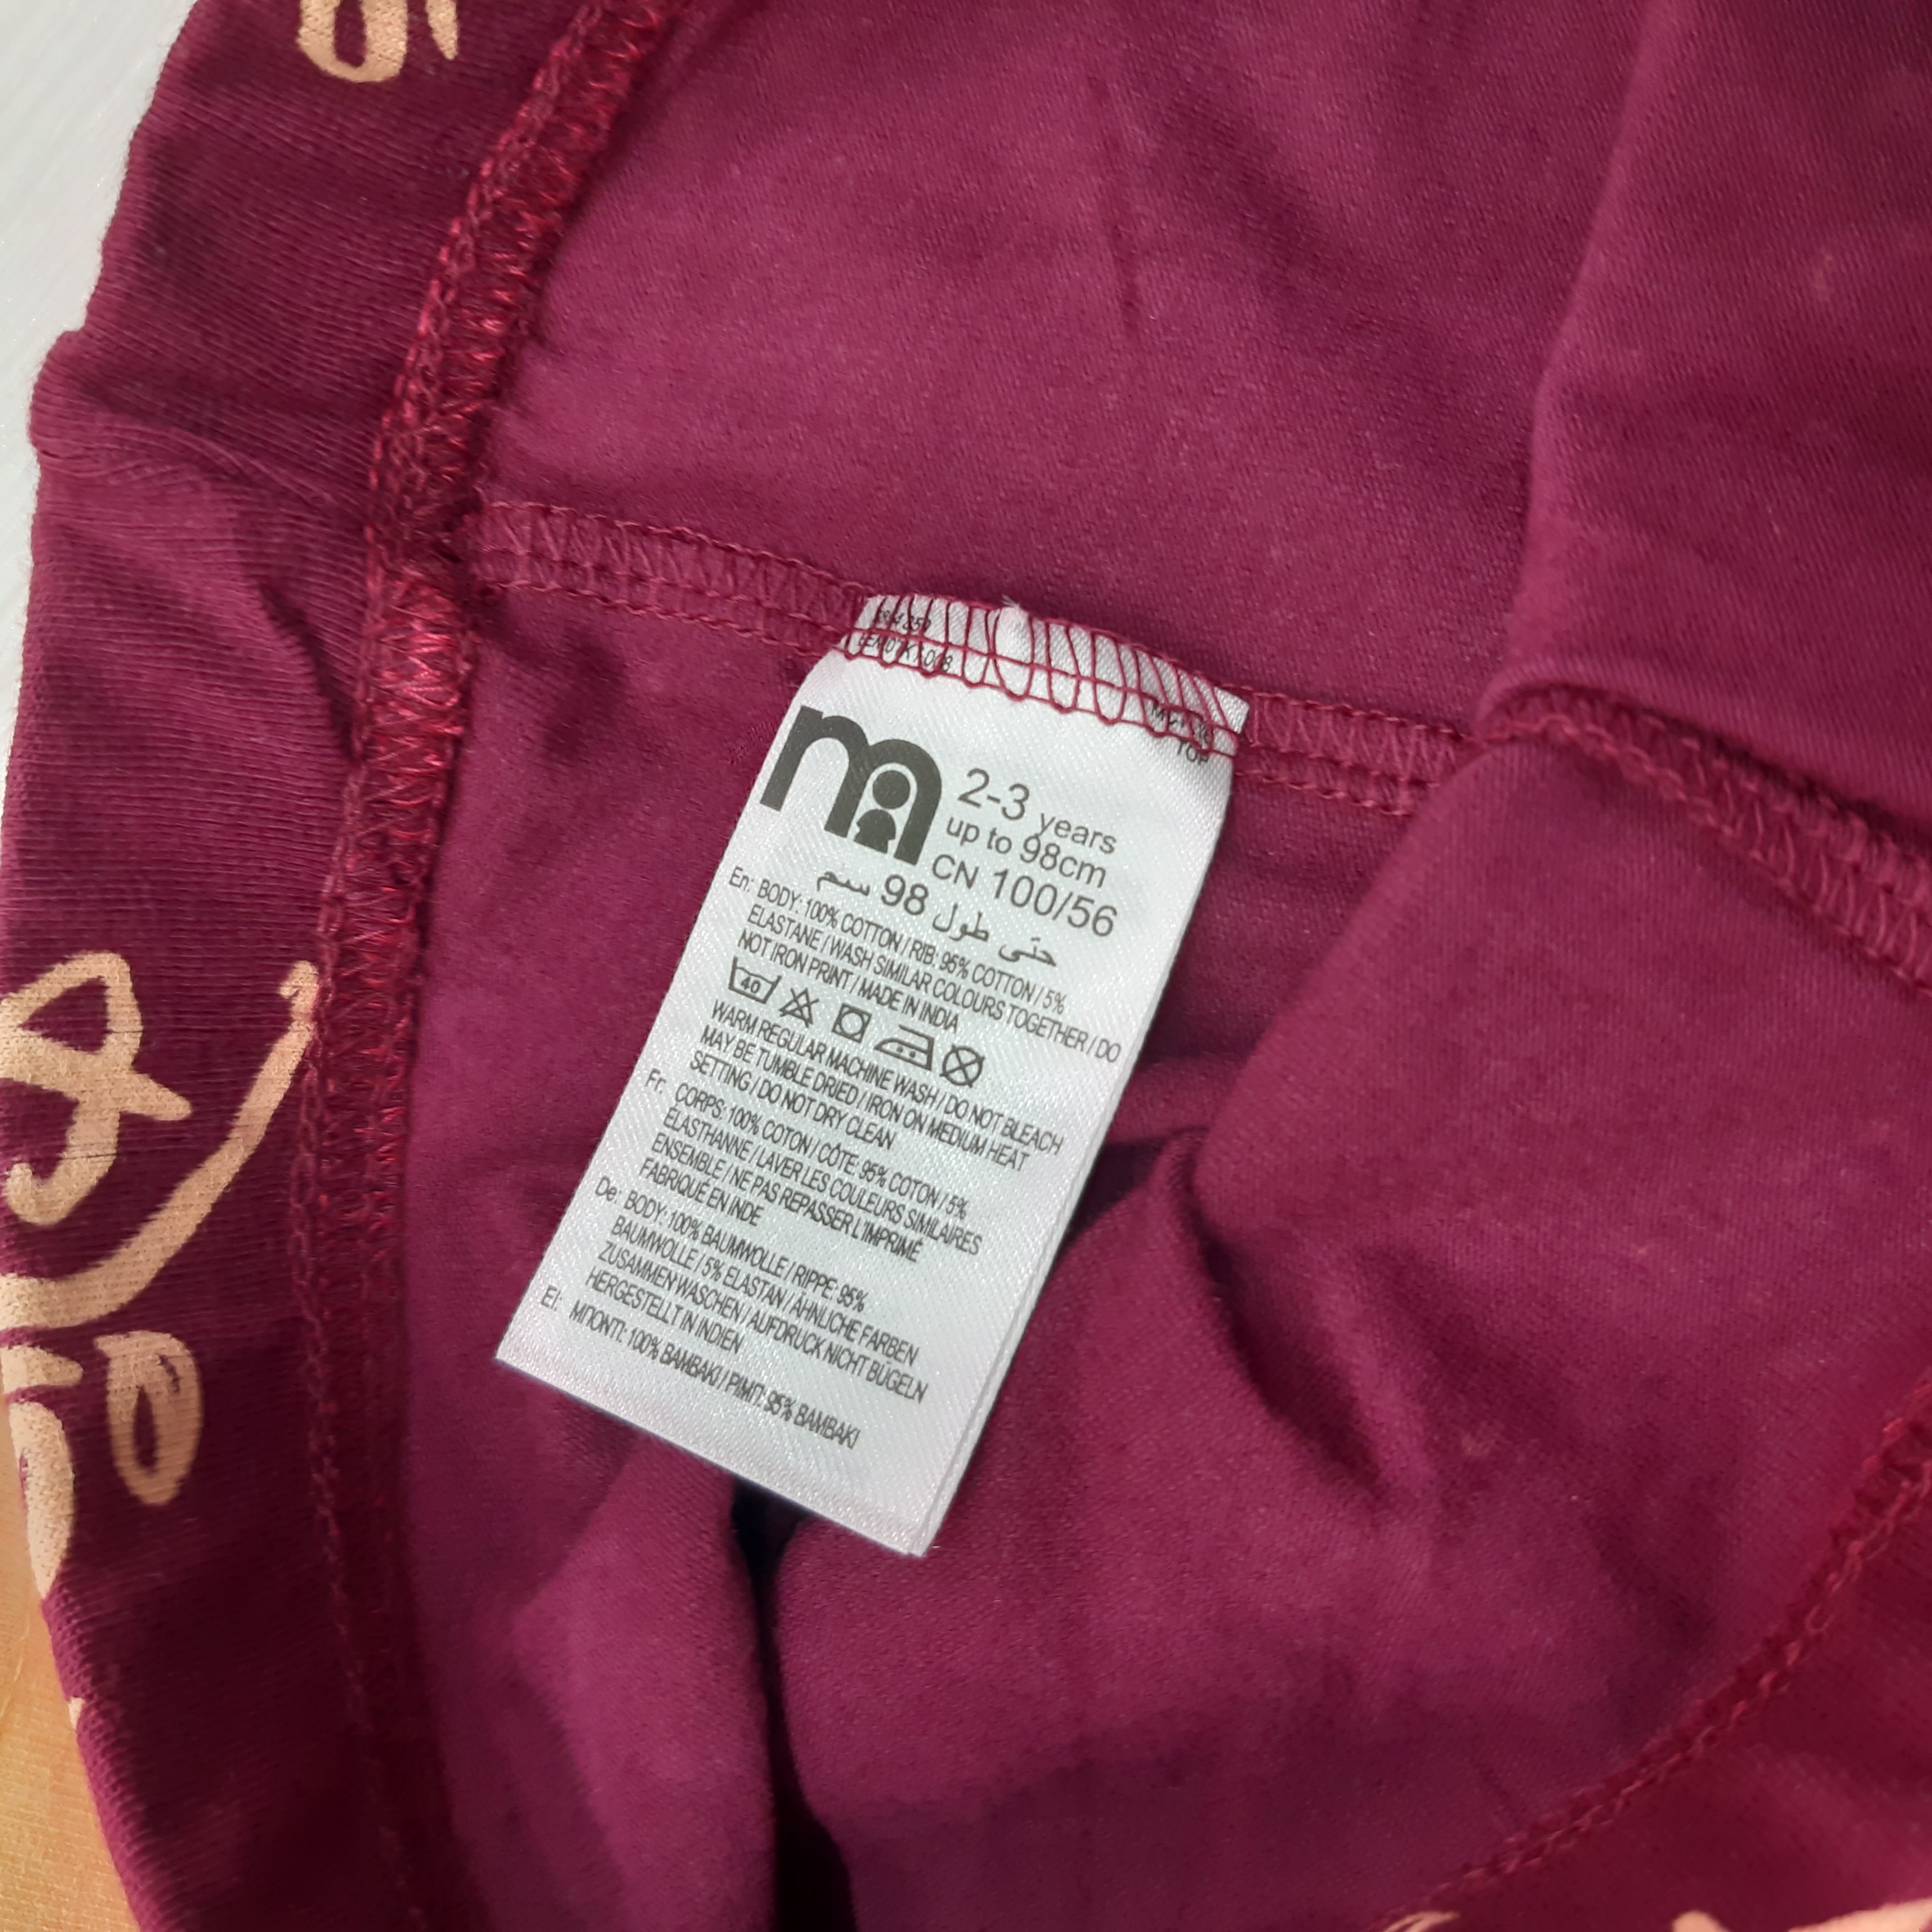 2-3 years
up to 98cm
CN 100/56
حتّى طول 98 سم
En: BODY: 100% COTTON / RIB: 95% COTTON / 5%
ELASTANE / WASH SIMILAR COLOURS TOGETHER / DO
NOT IRON PRINT / MADE IN INDIA
40
WARM REGULAR MACHINE WASH / DO NOT BLEACH
MAY BE TUMBLE DRIED / IRON ON MEDIUM HEAT
SETTING / DO NOT DRY CLEAN
Fr: CORPS: 100% COTON / CÔTE: 95% COTON / 5%
ELASTHANNE / LAVER LES COULEURS SIMILAIRES
ENSEMBLE / NE PAS REPASSER L'IMPRIMÉ
FABRIQUÉ EN INDE
De: BODY: 100% BAUMWOLLE / RIPPE: 95%
BAUMWOLLE / 5% ELASTAN / ÄHNLICHE FARBEN
ZUSAMMEN WASCHEN / AUFDRUCK NICHT BÜGELN
HERGESTELLT IN INDIEN
El: ΜΠΟΝΤΙ: 100% ΒΑΜΒΑΚΙ / ΡΙΜΠ: 95% ΒΑΜΒΑΚΙ
TOP